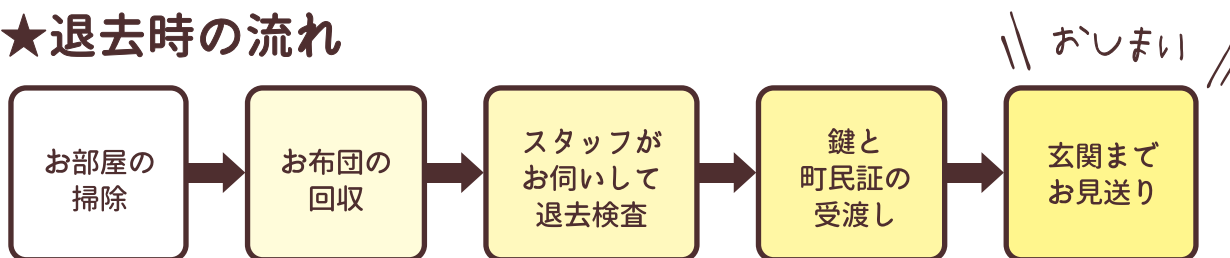 ★退去時の流れ
おしまい
お部屋の
掃除
お布団の
回収
スタッフが
お伺いして
退去検査
鍵と
町民証の
受渡し
玄関まで
お見送り